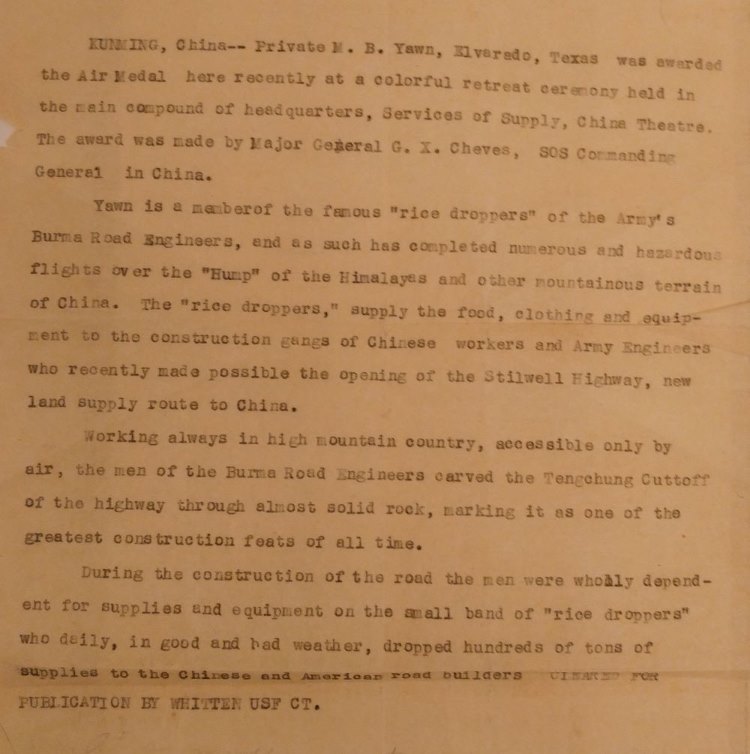 KUNMING, China-- Private M. B. Yawn, Elvarado, Texas was awarded
the Air Medal here recently at a colorful retreat ceremony held in
the main compound of headquarters, Services of Supply, China Theatre.
The award was made by Major General G. X. Cheves, SOS Commanding
General in China.
Yawn is a memberof the famous "rice droppers" of the Army's
Burma Road Engineers, and as such has completed numerous and hazardous
flights over the "Hump" of the Himalayas and other mountainous terrain
of China. The "rice droppers," supply the food, clothing and equip-
ment to the construction gangs of Chinese workers and Army Engineers
who recently made possible the opening of the Stilwell Highway, new
land supply route to China.
Working always in high mountain country, accessible only by
air, the men of the Burma Road Engineers carved the Tengchung Cuttoff
of the highway through almost solid rock, marking it as one of the
greatest construction feats of all time.
During the construction of the road the men were wholly depend-
ent for supplies and equipment on the small band of "rice droppers"
who daily, in good and bad weather, dropped hundreds of tons of
supplies to the Chinese and American road builders CLEARED FOR
PUBLICATION BY WHITTEN USF CT.